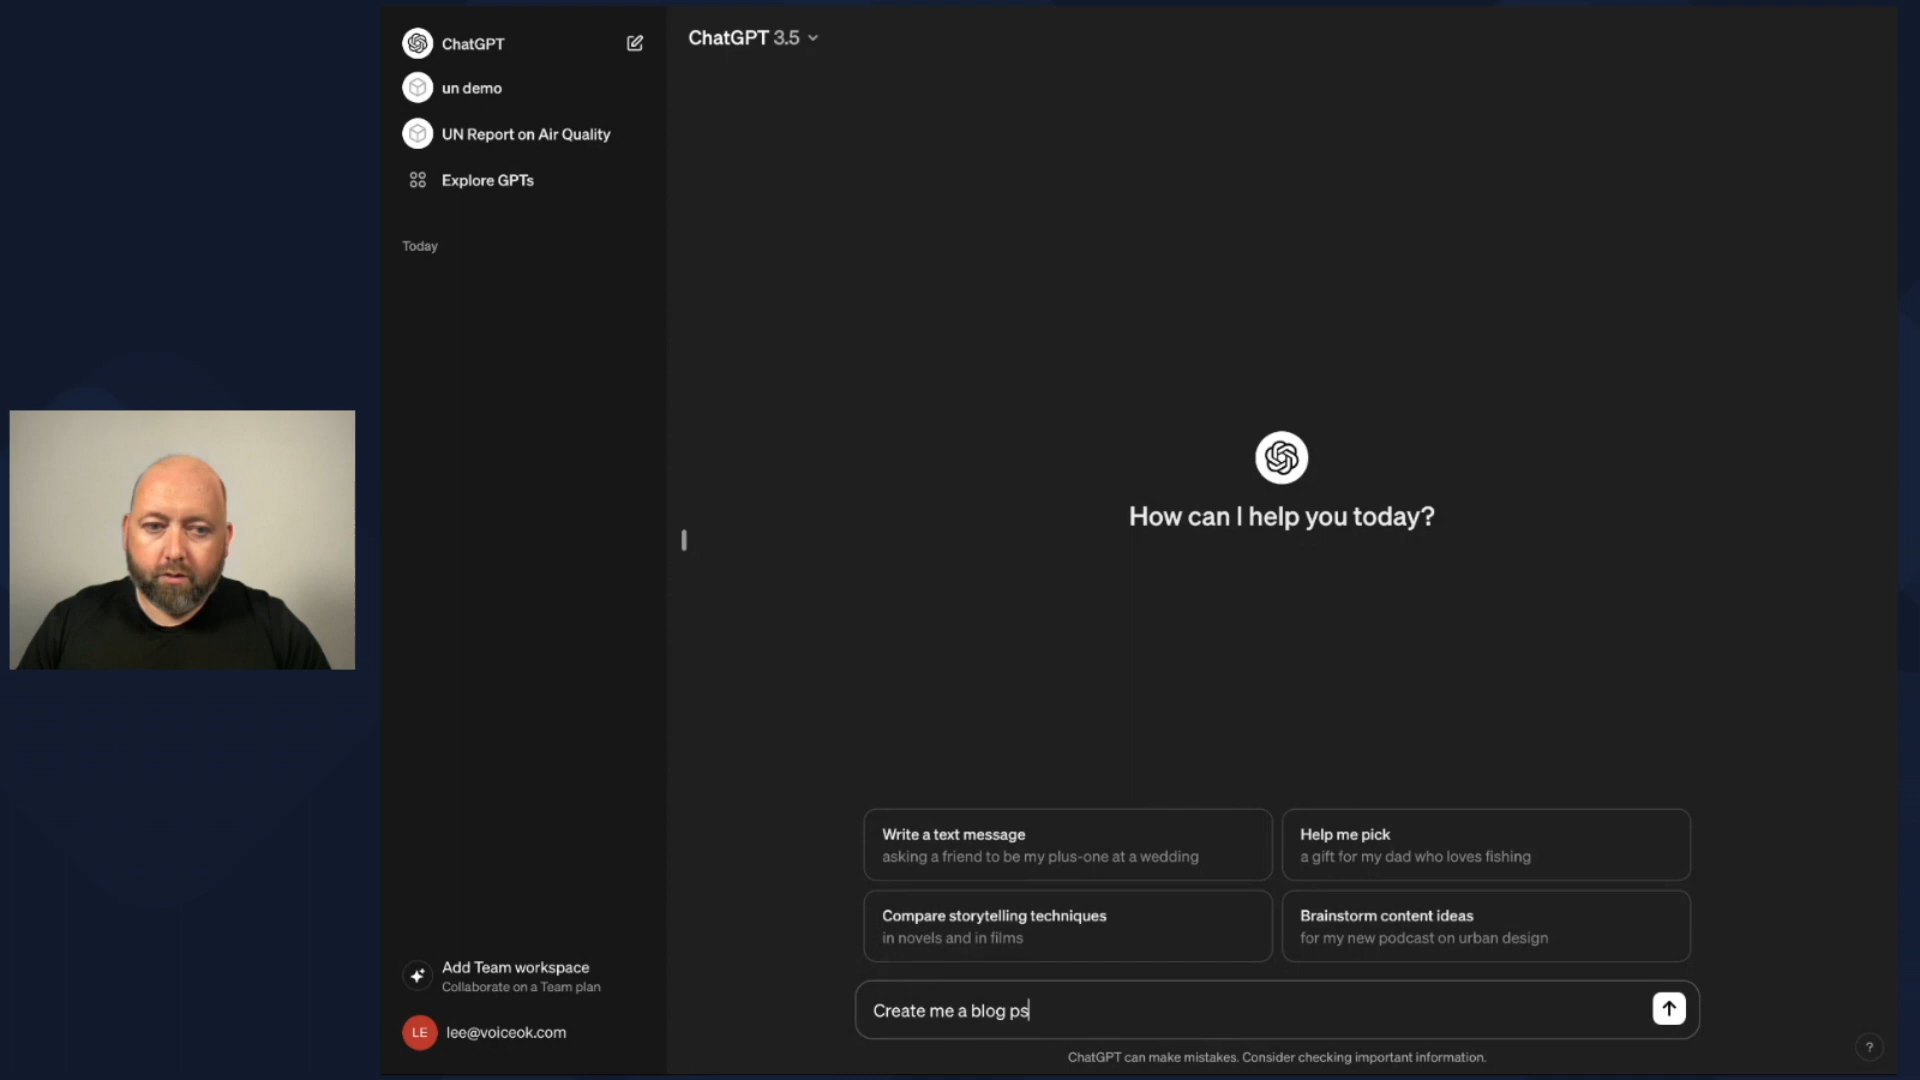 ChatGPT
un demo
UN Report on Air Quality
Explore GPTs
Today
Add Team workspace
Collaborate on a Team plan
LE
lee@voiceok.com
ChatGPT 3.5
How can I help you today?
Write a text message
asking a friend to be my plus-one at a wedding
Help me pick
a gift for my dad who loves fishing
Compare storytelling techniques
in novels and in films
Brainstorm content ideas
for my new podcast on urban design
Create me a blog ps
ChatGPT can make mistakes. Consider checking important information.
?